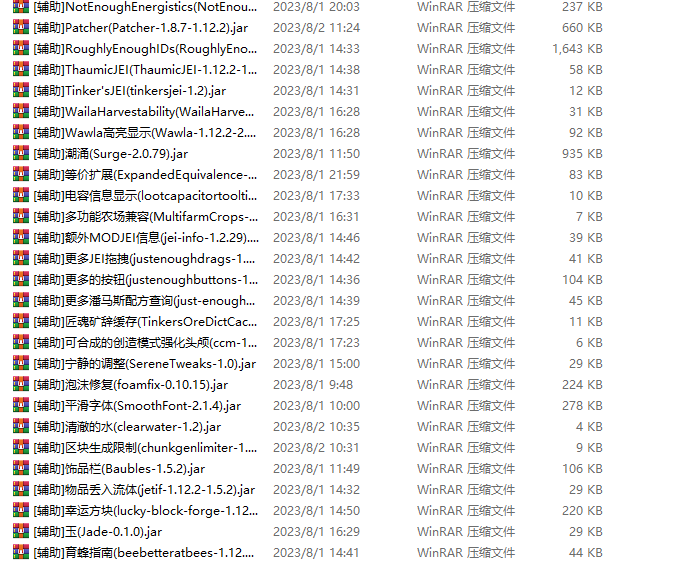 [辅助]NotEnoughEnergistics(NotEnou... 2023/8/1 20:03 WinRAR 压缩文件 237 KB
[辅助]Patcher(Patcher-1.8.7-1.12.2).jar 2023/8/2 11:24 WinRAR 压缩文件 660 KB
[辅助]RoughlyEnoughIDs(RoughlyEno... 2023/8/1 14:33 WinRAR 压缩文件 1,643 KB
[辅助]ThaumicJEI(ThaumicJEI-1.12.2-1... 2023/8/1 14:38 WinRAR 压缩文件 58 KB
[辅助]Tinker'sJEI(tinkersjei-1.2).jar 2023/8/1 14:31 WinRAR 压缩文件 12 KB
[辅助]WailaHarvestability(WailaHarve... 2023/8/1 16:28 WinRAR 压缩文件 31 KB
[辅助]Wawla高亮显示(Wawla-1.12.2-2.... 2023/8/1 16:28 WinRAR 压缩文件 92 KB
[辅助]潮涌(Surge-2.0.79).jar 2023/8/1 11:50 WinRAR 压缩文件 935 KB
[辅助]等价扩展(ExpandedEquivalence-... 2023/8/1 21:59 WinRAR 压缩文件 83 KB
[辅助]电容信息显示(lootcapacitortoolti... 2023/8/1 17:33 WinRAR 压缩文件 10 KB
[辅助]多功能农场兼容(MultifarmCrops-... 2023/8/1 16:31 WinRAR 压缩文件 7 KB
[辅助]额外MODJEI信息(jei-info-1.2.29).... 2023/8/1 14:46 WinRAR 压缩文件 39 KB
[辅助]更多JEI拖拽(justenoughdrags-1.... 2023/8/1 14:42 WinRAR 压缩文件 41 KB
[辅助]更多的按钮(justenoughbuttons-1... 2023/8/1 14:36 WinRAR 压缩文件 104 KB
[辅助]更多潘马斯配方查询(just-enough... 2023/8/1 14:39 WinRAR 压缩文件 45 KB
[辅助]匠魂矿辞缓存(TinkersOreDictCac... 2023/8/1 17:25 WinRAR 压缩文件 11 KB
[辅助]可合成的创造模式强化头颅(ccm-1... 2023/8/1 17:23 WinRAR 压缩文件 6 KB
[辅助]宁静的调整(SereneTweaks-1.0).jar 2023/8/1 15:00 WinRAR 压缩文件 29 KB
[辅助]泡沫修复(foamfix-0.10.15).jar 2023/8/1 9:48 WinRAR 压缩文件 224 KB
[辅助]平滑字体(SmoothFont-2.1.4).jar 2023/8/1 10:00 WinRAR 压缩文件 278 KB
[辅助]清澈的水(clearwater-1.2).jar 2023/8/2 10:35 WinRAR 压缩文件 4 KB
[辅助]区块生成限制(chunkgenlimiter-1.... 2023/8/2 10:31 WinRAR 压缩文件 9 KB
[辅助]饰品栏(Baubles-1.5.2).jar 2023/8/1 11:49 WinRAR 压缩文件 106 KB
[辅助]物品丢入流体(jetif-1.12.2-1.5.2).jar 2023/8/1 14:32 WinRAR 压缩文件 29 KB
[辅助]幸运方块(lucky-block-forge-1.12... 2023/8/1 14:50 WinRAR 压缩文件 220 KB
[辅助]玉(Jade-0.1.0).jar 2023/8/1 16:29 WinRAR 压缩文件 29 KB
[辅助]育蜂指南(beebetteratbees-1.12.... 2023/8/1 14:41 WinRAR 压缩文件 44 KB